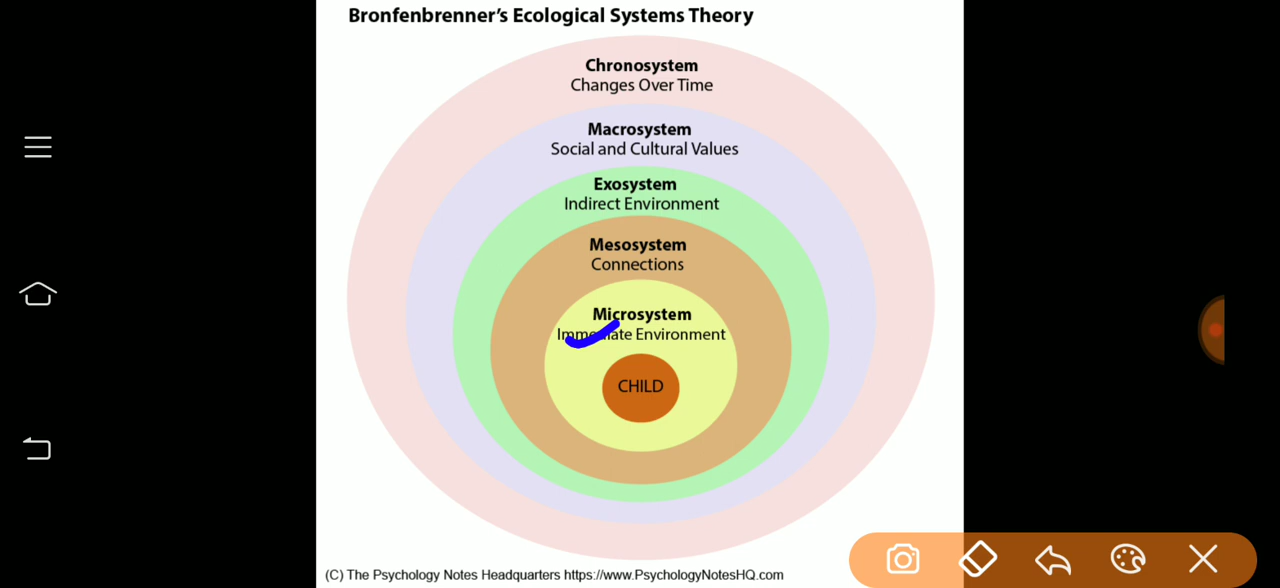 Bronfenbrenner's Ecological Systems Theory
Chronosystem
Changes Over Time
Macrosystem
Social and Cultural Values
Exosystem
Indirect Environment
Mesosystem
Connections
Microsystem
Immediate Environment
CHILD
(C) The Psychology Notes Headquarters https://www.PsychologyNotesHQ.com